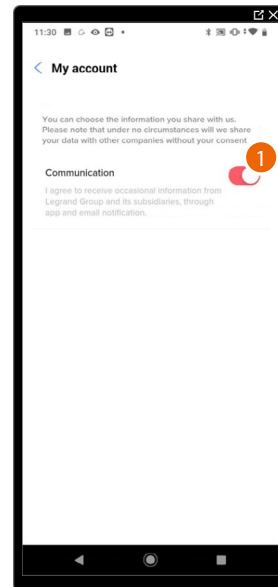 11:30
My account
You can choose the information you share with us.
Please note that under no circumstances will we share
your data with other companies without your consent
1
Communication
I agree to receive occasional information from
Legrand Group and its subsidiaries, through
app and email notification.